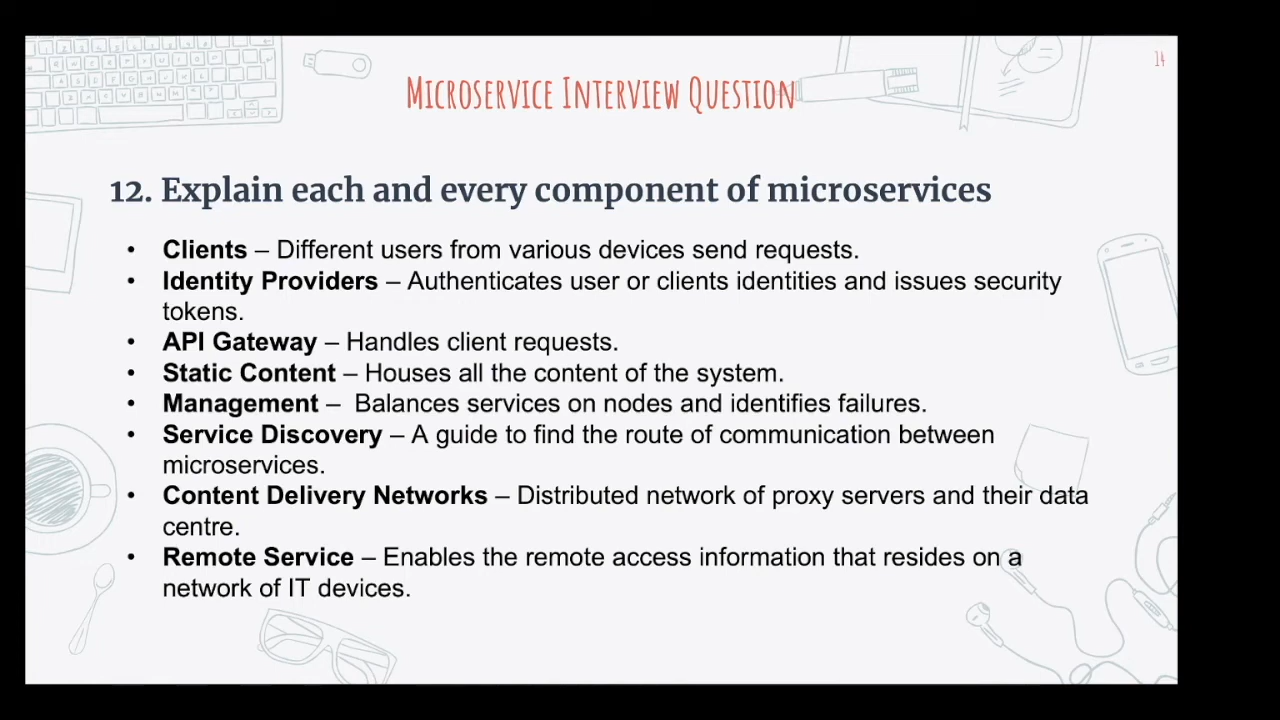 14
Microservice Interview Question
12. Explain each and every component of microservices
• Clients – Different users from various devices send requests.
• Identity Providers – Authenticates user or clients identities and issues security
tokens.
• API Gateway – Handles client requests.
• Static Content – Houses all the content of the system.
• Management –  Balances services on nodes and identifies failures.
• Service Discovery – A guide to find the route of communication between
microservices.
• Content Delivery Networks – Distributed network of proxy servers and their data
centre.
• Remote Service – Enables the remote access information that resides on a
network of IT devices.